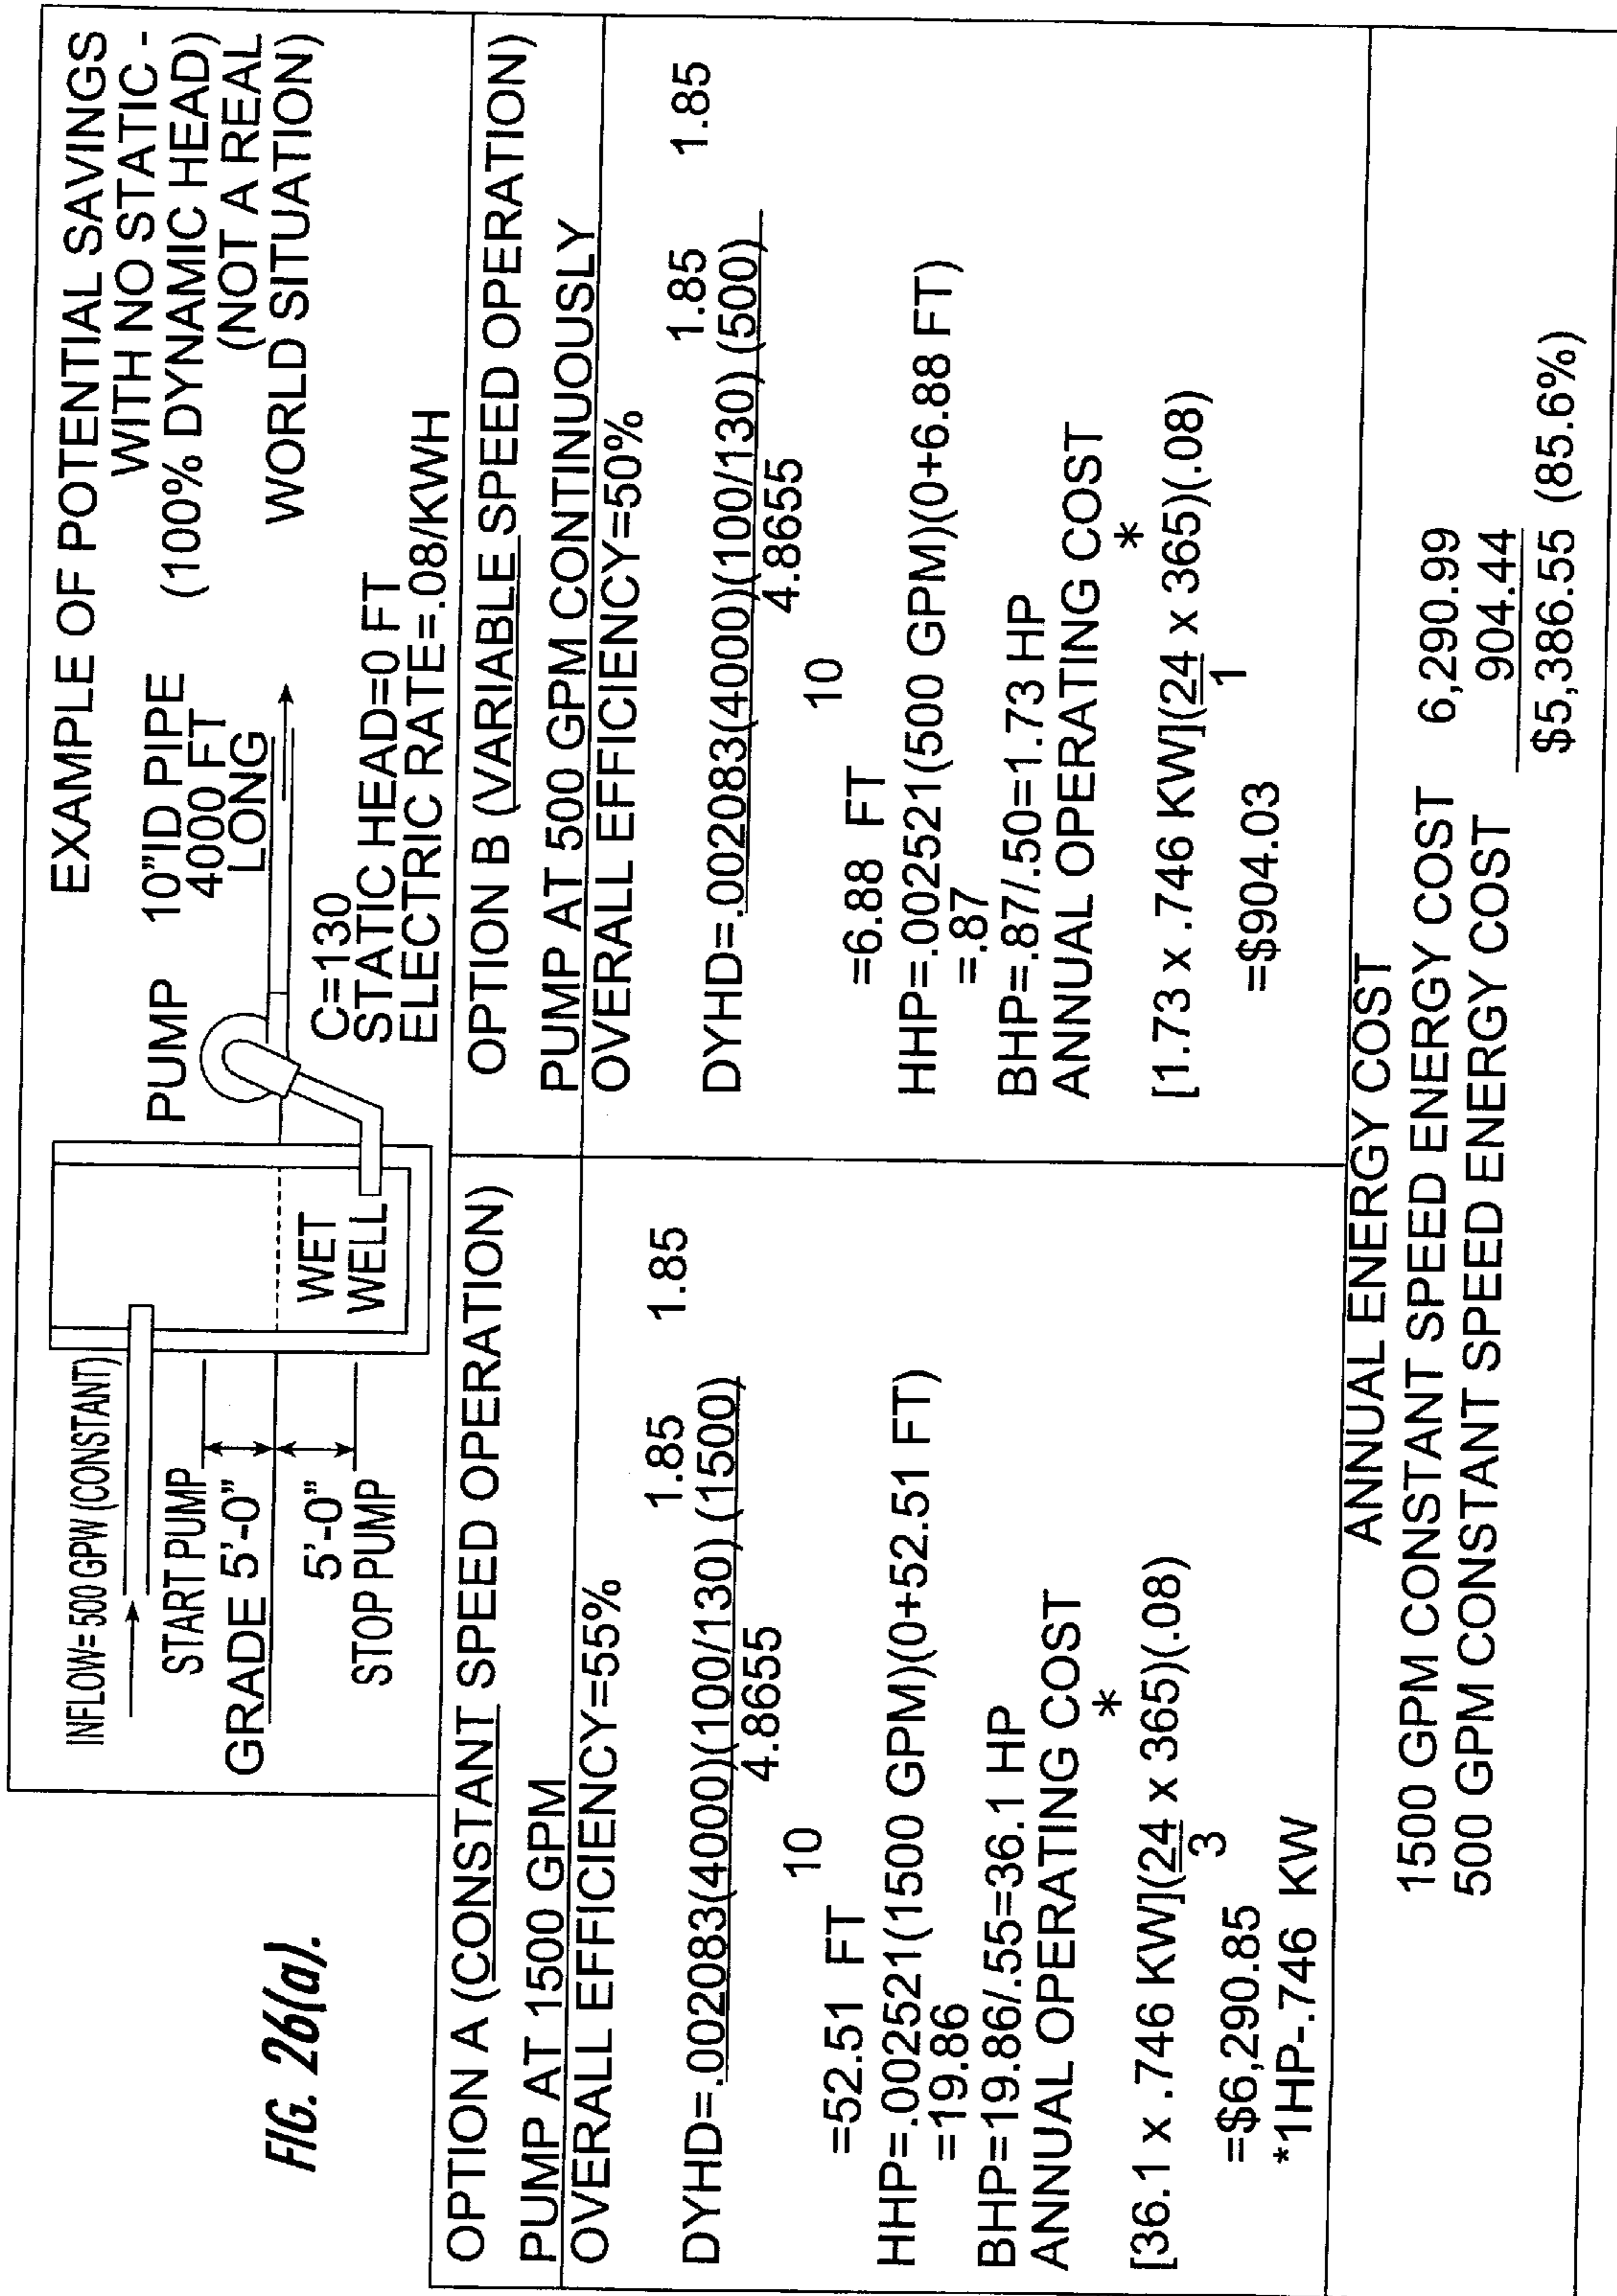 FIG. 26(a).
EXAMPLE OF POTENTIAL SAVINGS
WITH NO STATIC -
(100% DYNAMIC HEAD)
(NOT A REAL
WORLD SITUATION)
INFLOW= 500 GPW (CONSTANT)
START PUMP
GRADE 5'-0"
5'-0"
STOP PUMP
WET
WELL
PUMP
10"ID PIPE
4000 FT
LONG
C=130
STATIC HEAD=0 FT
ELECTRIC RATE=.08/KWH
OPTION A (CONSTANT SPEED OPERATION)
PUMP AT 1500 GPM
OVERALL EFFICIENCY=55%
1.85 1.85
DYHD=.002083(4000)(100/130) (1500)
4.8655
10
=52.51 FT
HHP=.002521(1500 GPM)(0+52.51 FT)
=19.86
BHP=19.86/.55=36.1 HP
ANNUAL OPERATING COST
*
[36.1 x .746 KW](24 x 365)(.08)
3
=$6,290.85
*1HP-.746 KW
OPTION B (VARIABLE SPEED OPERATION)
PUMP AT 500 GPM CONTINUOUSLY
OVERALL EFFICIENCY=50%
1.85 1.85
DYHD=.002083(4000)(100/130) (500)
4.8655
10
=6.88 FT
HHP=.002521(500 GPM)(0+6.88 FT)
=.87
BHP=.87/.50=1.73 HP
ANNUAL OPERATING COST
*
[1.73 x .746 KW](24 x 365)(.08)
1
=$904.03
ANNUAL ENERGY COST
1500 GPM CONSTANT SPEED ENERGY COST 6,290.99
500 GPM CONSTANT SPEED ENERGY COST 904.44
$5,386.55 (85.6%)